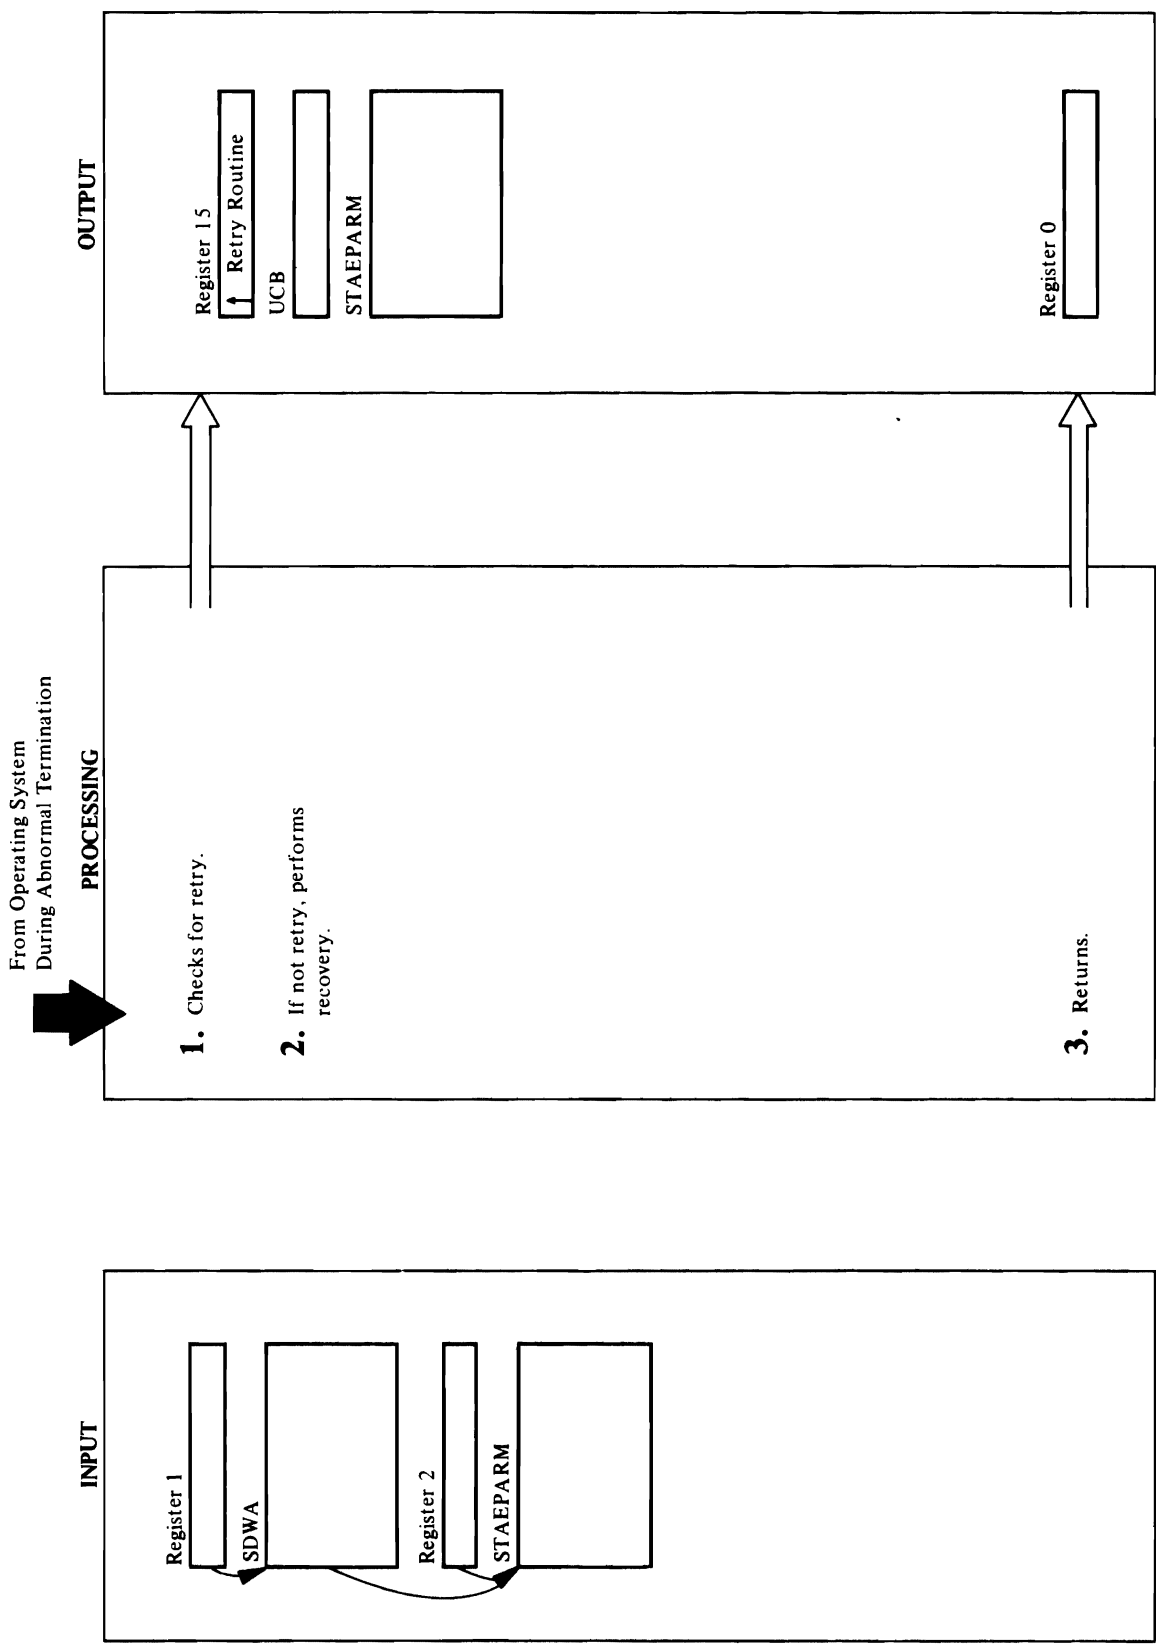 From Operating System
During Abnormal Termination
INPUT
PROCESSING
OUTPUT
Register 1
SDWA
Register 2
STAEPARM
1. Checks for retry.
2. If not retry, performs
recovery.
3. Returns.
Register 15
Retry Routine
UCB
STAEPARM
Register 0